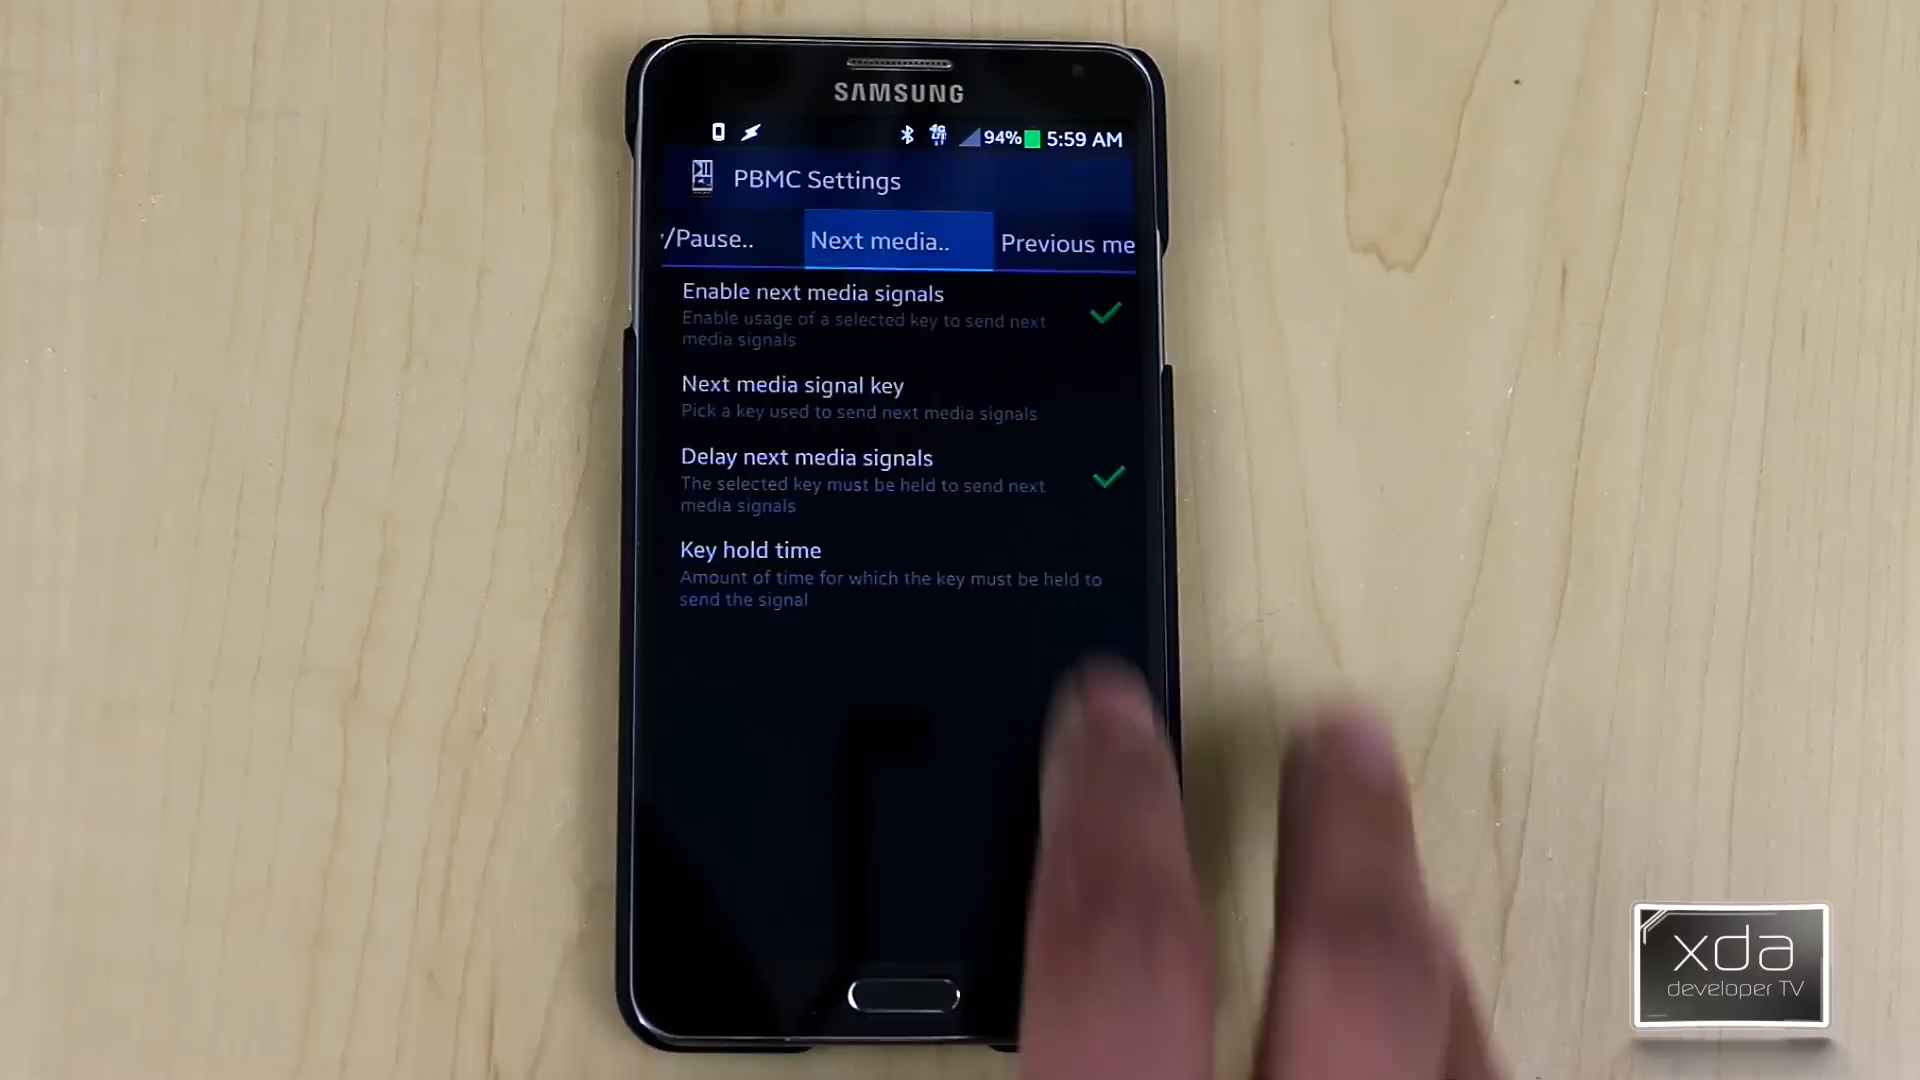 SAMSUNG
94% 5:59 AM
PBMC Settings
/Pause.. Next media.. Previous me
Enable next media signals
Enable usage of a selected key to send next
media signals
Next media signal key
Pick a key used to send next media signals
Delay next media signals
The selected key must be held to send next
media signals
Key hold time
Amount of time for which the key must be held to
send the signal
xda
developer TV